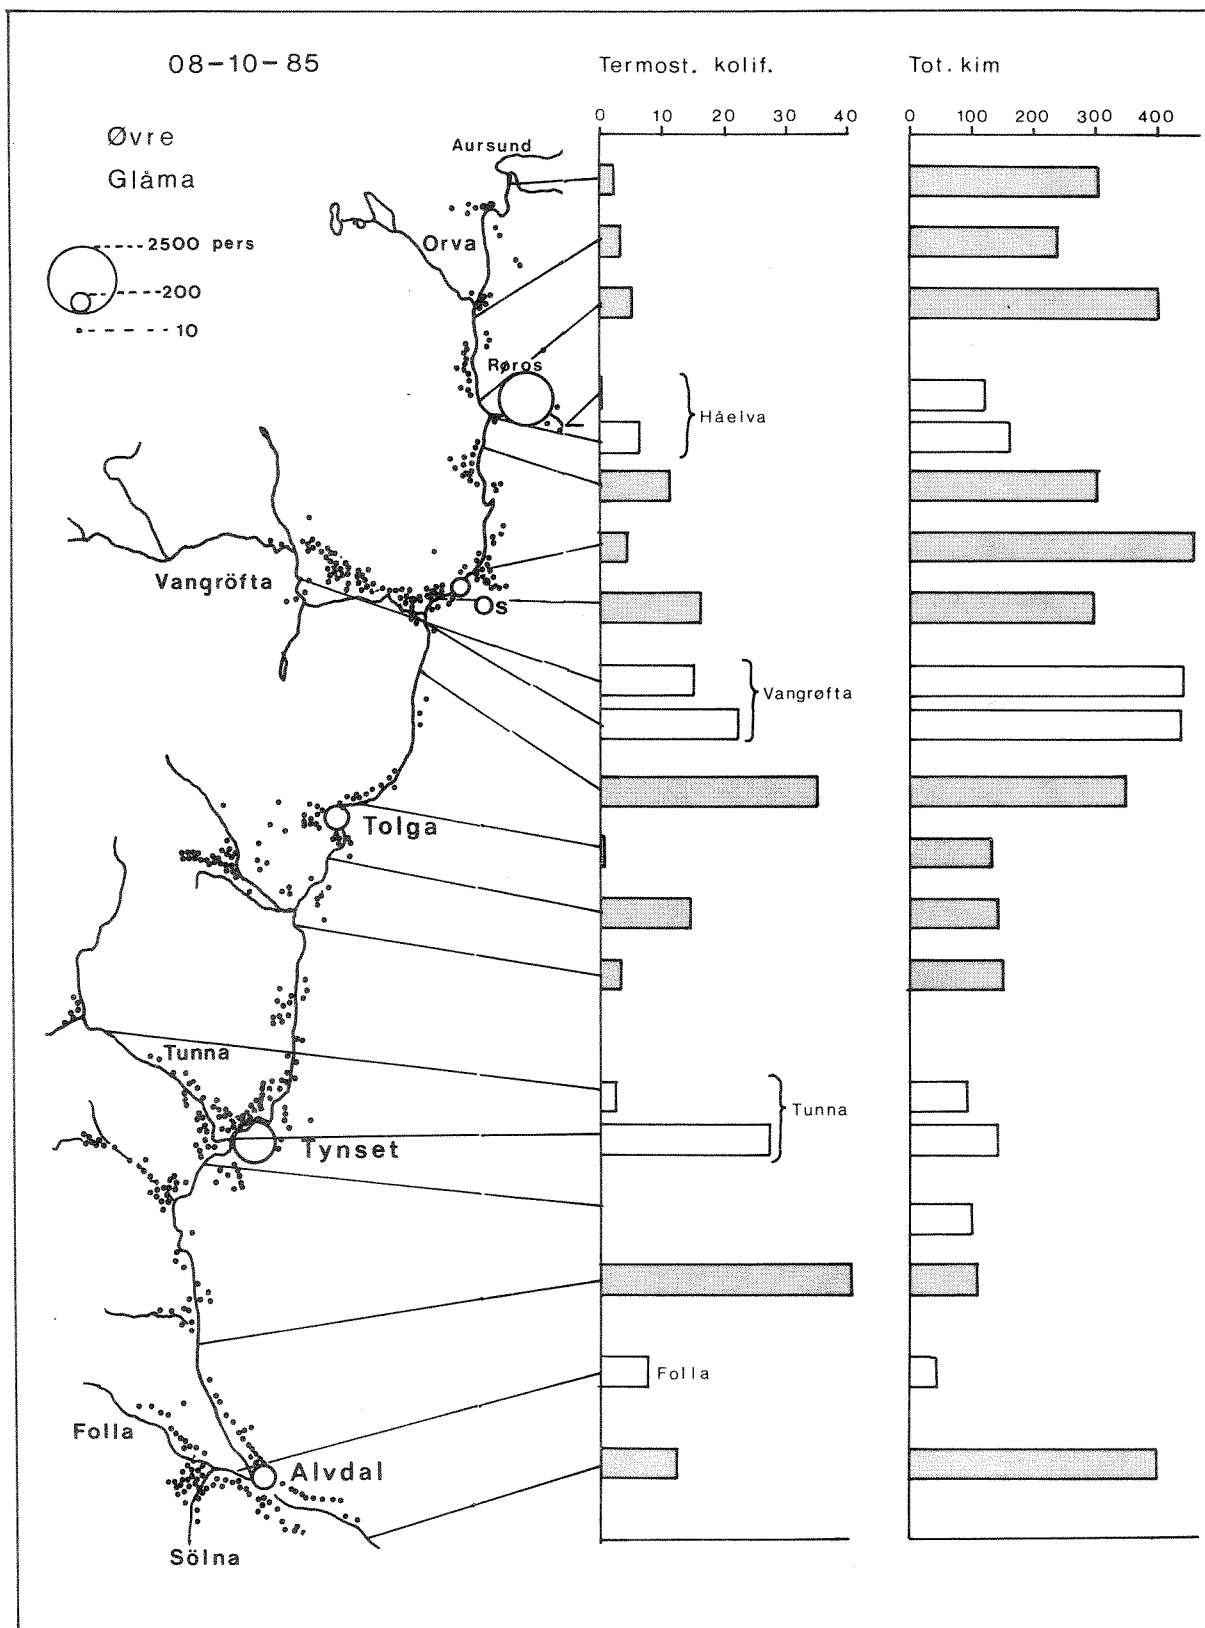 08-10-85
Termost. kolif.
Tot. kim
0 10 20 30 40
0 100 200 300 400
Øvre
Glåma
Aursund
2500 pers
200
10
Orva
Røros
Håelva
Vangröfta
Os
Vangrøfta
Tolga
Tunna
Tunna
Tynset
Folla
Folla
Alvdal
Sölna